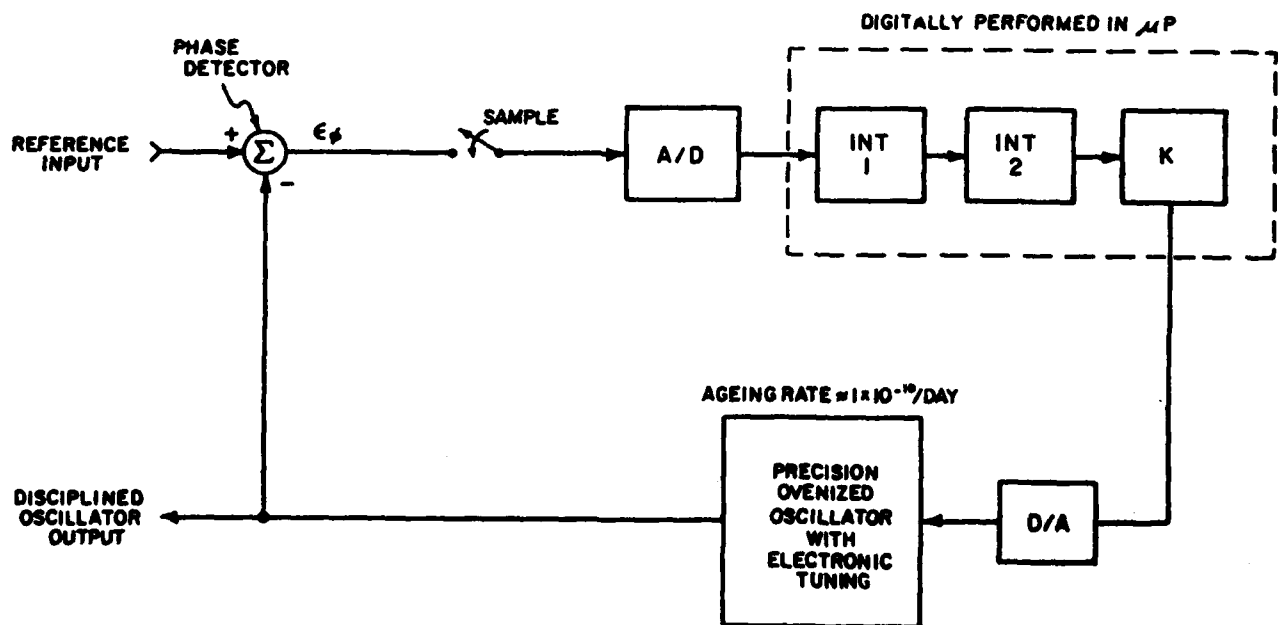 DIGITALLY PERFORMED IN μP
PHASE
DETECTOR
REFERENCE
INPUT
+
Σ
-
ϵφ
SAMPLE
A/D
INT
1
INT
2
K
AGEING RATE ≈ 1 x 10⁻¹⁰/DAY
PRECISION
OVENIZED
OSCILLATOR
WITH
ELECTRONIC
TUNING
D/A
DISCIPLINED
OSCILLATOR
OUTPUT